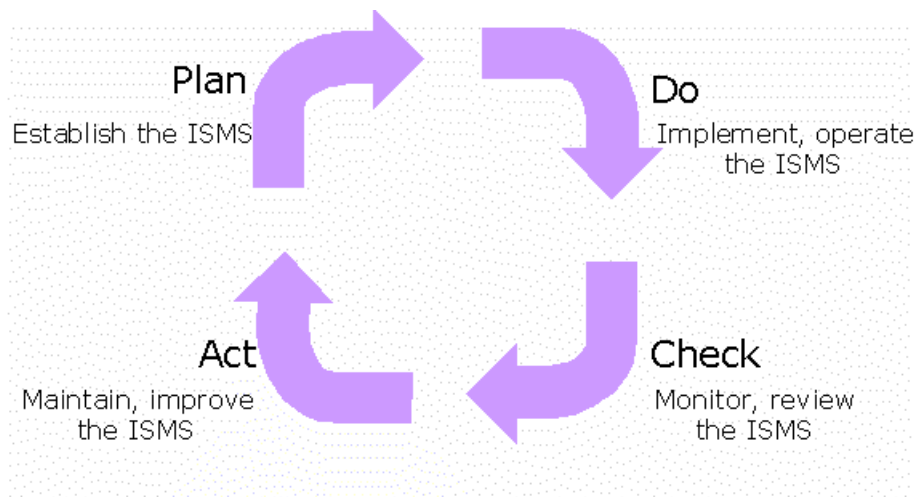 Plan
Establish the ISMS
Do
Implement, operate
the ISMS
Check
Monitor, review
the ISMS
Act
Maintain, improve
the ISMS